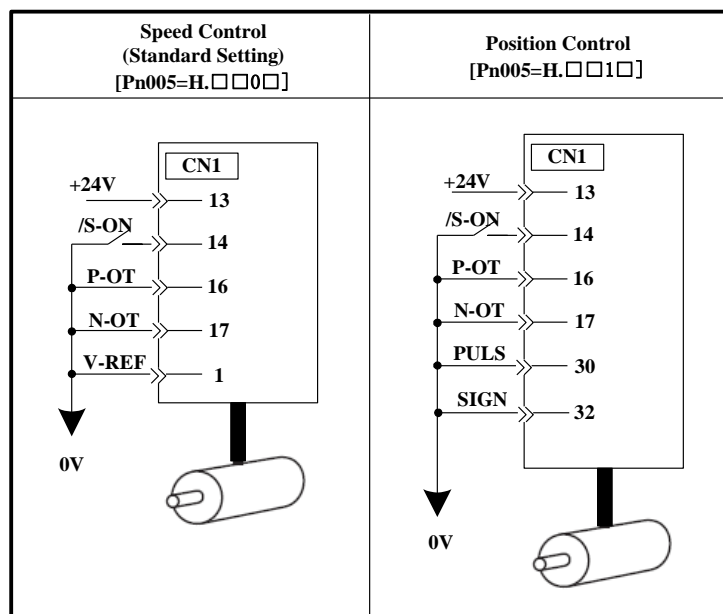 Speed Control
(Standard Setting)
[Pn005=H.□□0□]
CN1
+24V
13
/S-ON
14
P-OT
16
N-OT
17
V-REF
1
0V
Position Control
[Pn005=H.□□1□]
CN1
+24V
13
/S-ON
14
P-OT
16
N-OT
17
PULS
30
SIGN
32
0V